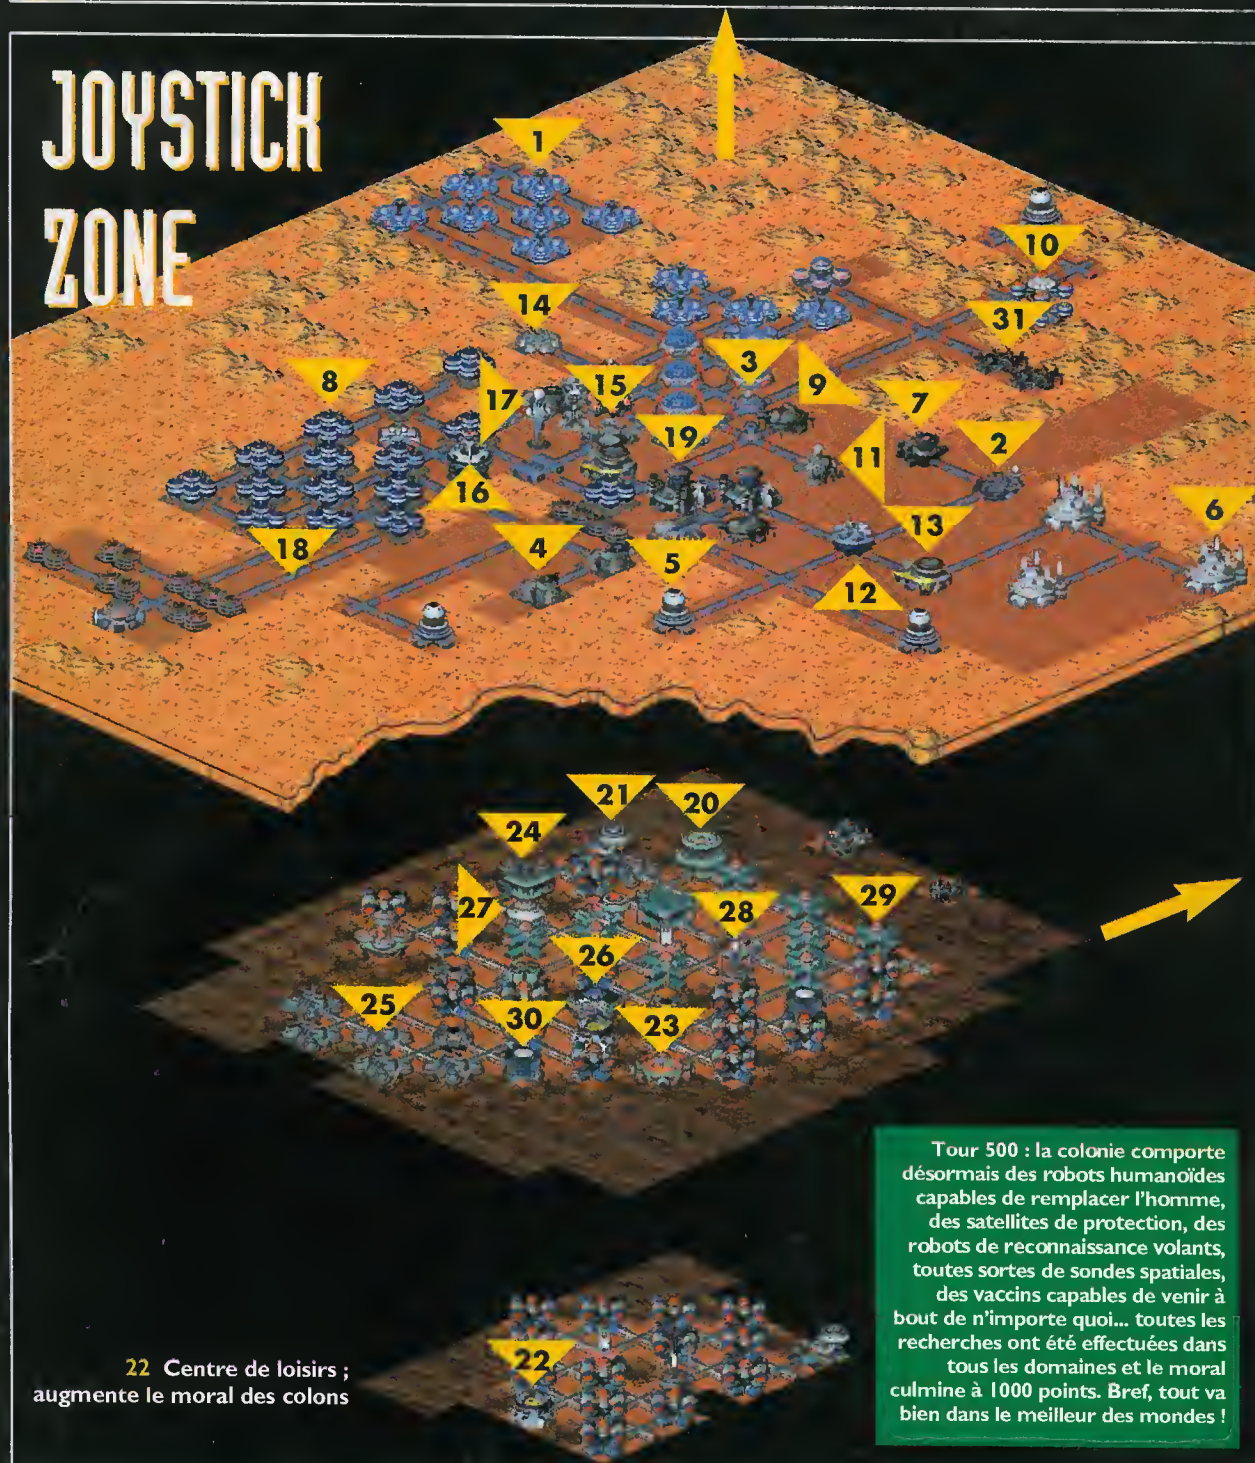 JOYSTICK
ZONE
1
10
14
31
3
9
8
17
15
7
19
11
2
16
6
13
18
4
5
12
21
20
24
29
27
28
26
25
30
23
22
22 Centre de loisirs ;
augmente le moral des colons
Tour 500 : la colonie comporte
désormais des robots humanoïdes
capables de remplacer l'homme,
des satellites de protection, des
robots de reconnaissance volants,
toutes sortes de sondes spatiales,
des vaccins capables de venir à
bout de n'importe quoi... toutes les
recherches ont été effectuées dans
tous les domaines et le moral
culmine à 1000 points. Bref, tout va
bien dans le meilleur des mondes !